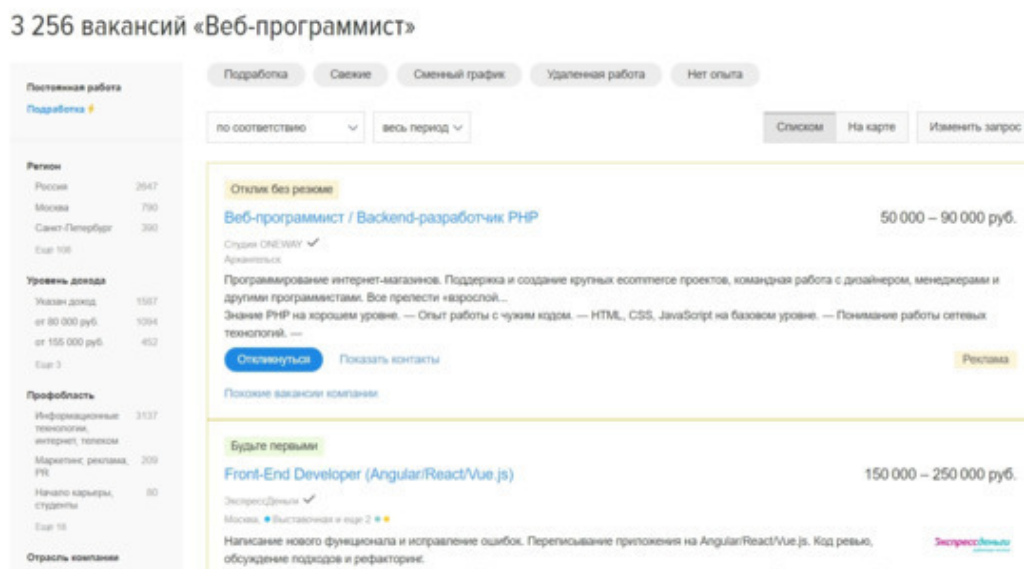 3 256 вакансий «Веб-программист»
Постоянная работа
Подработка
Регион
Россия 2647
Москва 790
Санкт-Петербург 390
Еще 106
Уровень дохода
Указан доход 1587
от 80 000 руб. 1094
от 155 000 руб. 452
Еще 3
Профобласть
Информационные 3137
технологии,
интернет, телеком
Маркетинг, реклама, 209
PR
Начало карьеры, 80
студенты
Еще 18
Отрасль компании
Подработка Свежие Сменный график Удаленная работа Нет опыта
по соответствию весь период Списком На карте Изменить запрос
Отклик без резюме
Веб-программист / Backend-разработчик PHP 50 000 – 90 000 руб.
Студия ONEWAY
Архангельск
Программирование интернет-магазинов. Поддержка и создание крупных ecommerce проектов, командная работа с дизайнером, менеджерами и
другими программистами. Все прелести «взрослой...
Знание PHP на хорошем уровне. — Опыт работы с чужим кодом. — HTML, CSS, JavaScript на базовом уровне. — Понимание работы сетевых
технологий. —
Откликнуться Показать контакты Реклама
Похожие вакансии компании
Будьте первыми
Front-End Developer (Angular/React/Vue.js) 150 000 – 250 000 руб.
ЭкспрессДеньги
Москва, Выставочная и еще 2
Написание нового функционала и исправление ошибок. Переписывание приложения на Angular/React/Vue.js. Код ревью,
обсуждение подходов и рефакторинг.
Экспрессденьги